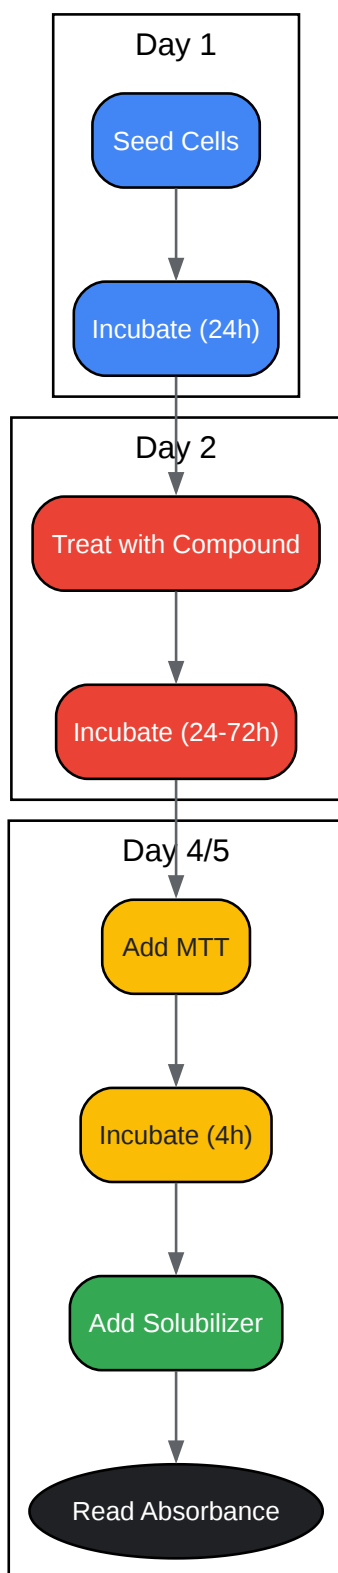 Day 1
Seed Cells
Incubate (24h)
Day 2
Treat with Compound
Incubate (24-72h)
Day 4/5
Add MTT
Incubate (4h)
Add Solubilizer
Read Absorbance